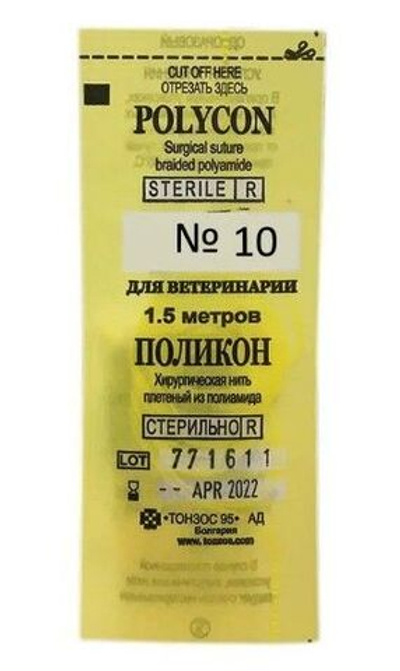 CUT OFF HERE
ОТРЕЗАТЬ ЗДЕСЬ
POLYCON
Surgical suture
braided polyamide
STERILE R
№ 10
ДЛЯ ВЕТЕРИНАРИИ
1.5 метров
ПОЛИКОН
Хирургическая нить
плетеный из полиамида
СТЕРИЛЬНО R
LOT 771611
-- APR 2022
•ТОНЗОС 95• АД
Болгария
www.tonzos.com